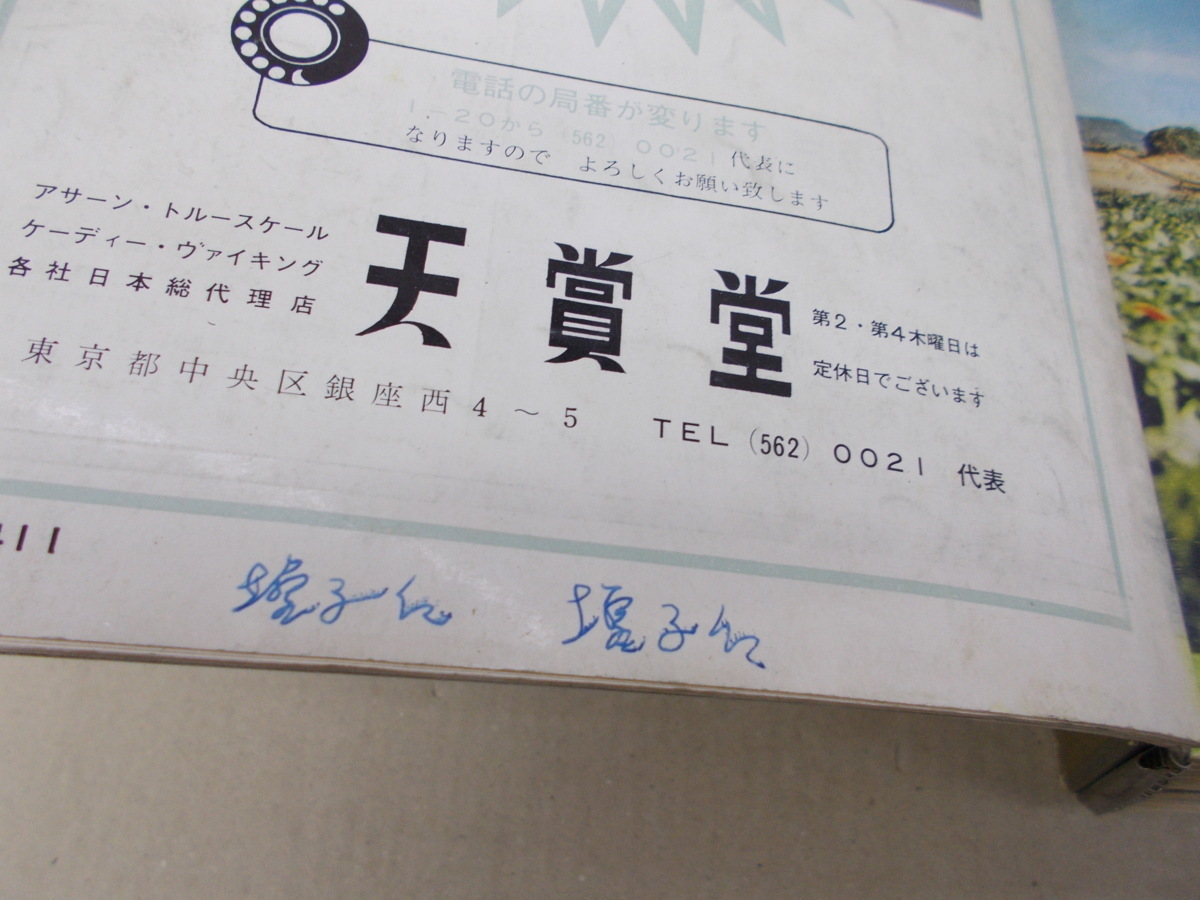 電話の局番が変ります
1－20から (562) 0021代表に
なりますので よろしくお願い致します
アサーン・トルースケール
ケーディー・ヴァイキング
各社日本総代理店
天賞堂
第2・第4木曜日は
定休日でございます
東京都中央区銀座西4～5 TEL (562) 0021 代表
411